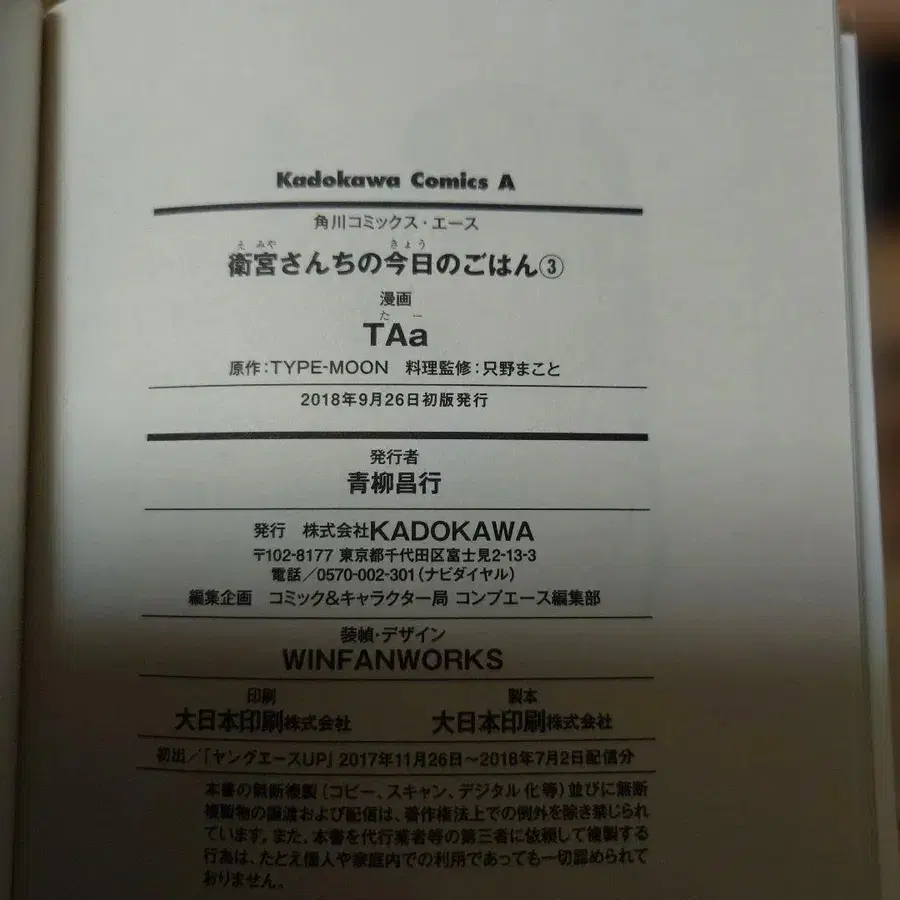 Kadokawa Comics A
角川コミックス・エース
えみや きょう
衛宮さんちの今日のごはん③
漫画
たー
TAa
原作:TYPE-MOON 料理監修:只野まこと
2018年9月26日初版発行
発行者
青柳昌行
発行 株式会社KADOKAWA
〒102-8177 東京都千代田区富士見2-13-3
電話/0570-002-301(ナビダイヤル)
編集企画 コミック&キャラクター局 コンプエース編集部
装幀・デザイン
WINFANWORKS
印刷 製本
大日本印刷株式会社 大日本印刷株式会社
初出/「ヤングエースUP」2017年11月26日〜2018年7月2日配信分
本書の無断複製(コピー、スキャン、デジタル化等)並びに無断
複製物の譲渡および配信は、著作権法上での例外を除き禁じられ
ています。また、本書を代行業者等の第三者に依頼して複製する
行為は、たとえ個人や家庭内での利用であっても一切認められて
おりません。